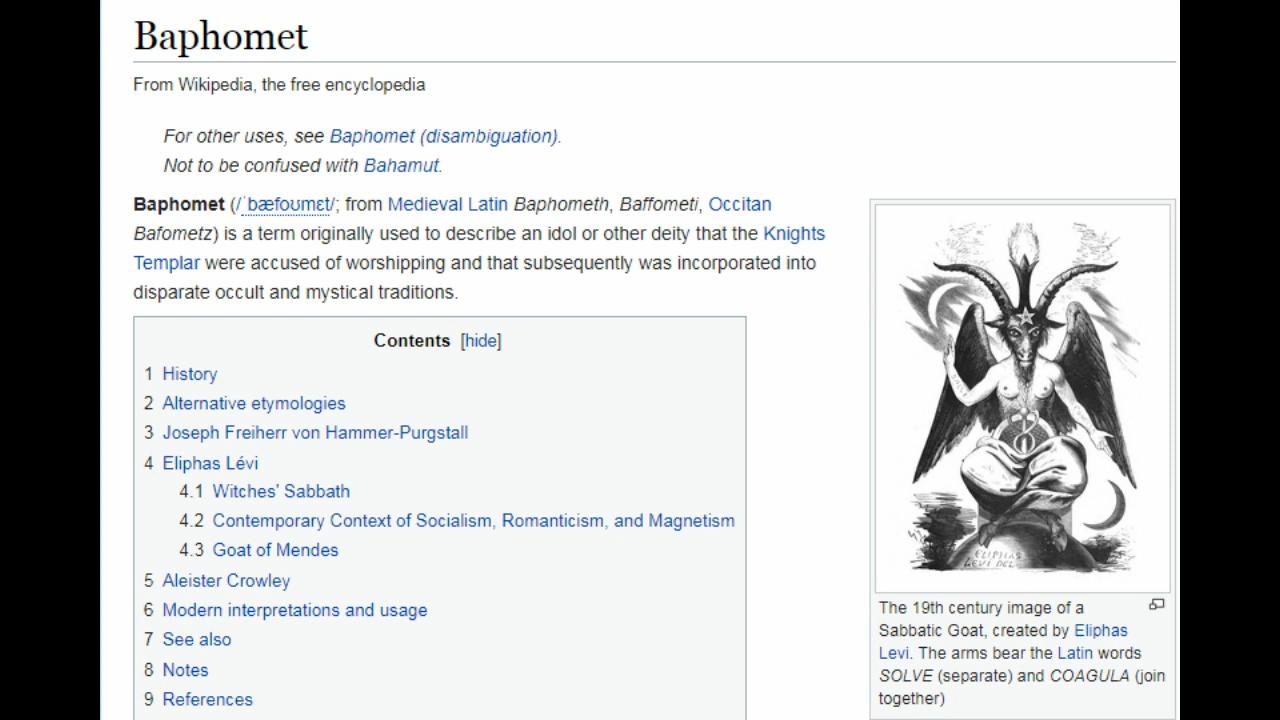 Baphomet
From Wikipedia, the free encyclopedia
For other uses, see Baphomet (disambiguation).
Not to be confused with Bahamut.
Baphomet (/ˈbæfoʊmɛt/; from Medieval Latin Baphometh, Baffometi, Occitan
Bafometz) is a term originally used to describe an idol or other deity that the Knights
Templar were accused of worshipping and that subsequently was incorporated into
disparate occult and mystical traditions.
Contents [hide]
1 History
2 Alternative etymologies
3 Joseph Freiherr von Hammer-Purgstall
4 Eliphas Lévi
4.1 Witches' Sabbath
4.2 Contemporary Context of Socialism, Romanticism, and Magnetism
4.3 Goat of Mendes
5 Aleister Crowley
6 Modern interpretations and usage
7 See also
8 Notes
9 References
ELIPHAS
LEVI DEL
The 19th century image of a
Sabbatic Goat, created by Eliphas
Levi. The arms bear the Latin words
SOLVE (separate) and COAGULA (join
together)